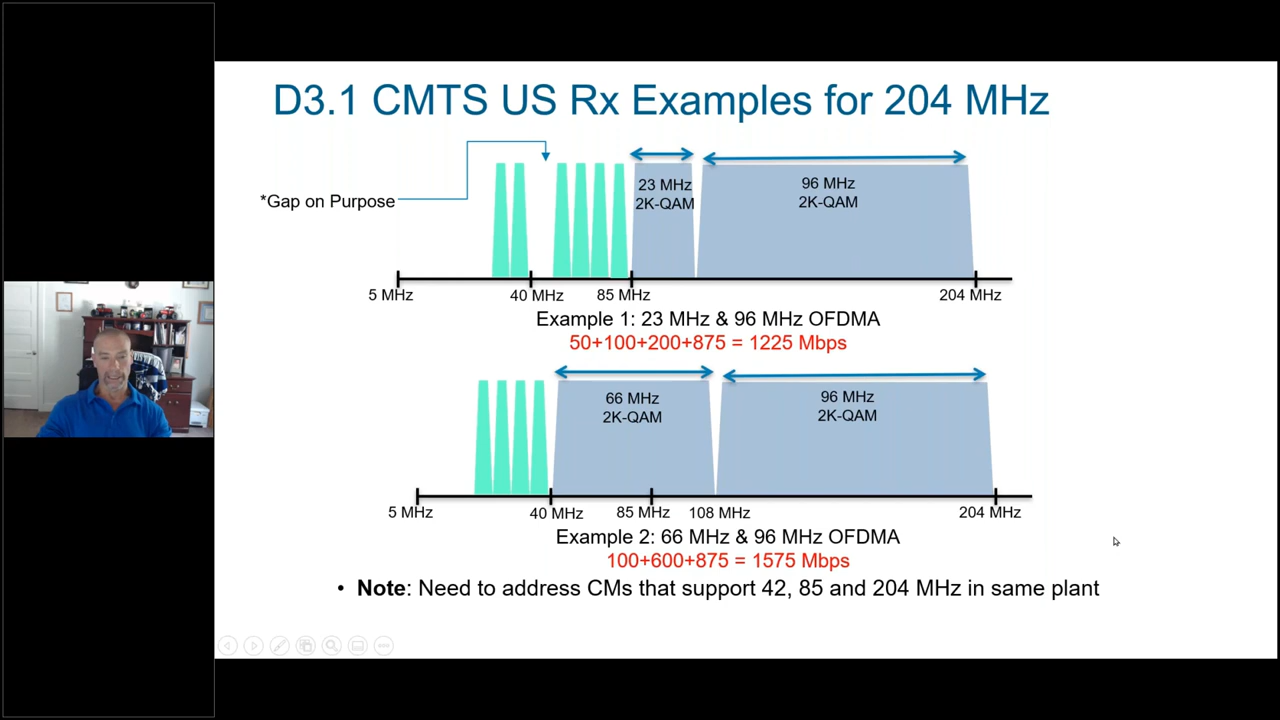 D3.1 CMTS US Rx Examples for 204 MHz
*Gap on Purpose
23 MHz
2K-QAM
96 MHz
2K-QAM
5 MHz
40 MHz
85 MHz
204 MHz
Example 1: 23 MHz & 96 MHz OFDMA
50+100+200+875 = 1225 Mbps
66 MHz
2K-QAM
96 MHz
2K-QAM
5 MHz
40 MHz
85 MHz
108 MHz
204 MHz
Example 2: 66 MHz & 96 MHz OFDMA
100+600+875 = 1575 Mbps
• Note: Need to address CMs that support 42, 85 and 204 MHz in same plant